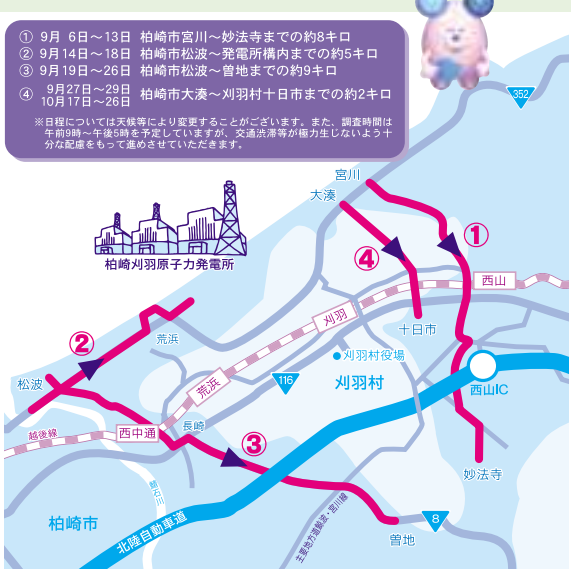 ① 9月 6日〜13日 柏崎市宮川〜妙法寺までの約8キロ
② 9月14日〜18日 柏崎市松波〜発電所構内までの約5キロ
③ 9月19日〜26日 柏崎市松波〜曽地までの約9キロ
④ 9月27日〜29日 10月17日〜26日 柏崎市大湊〜刈羽村十日市までの約2キロ
※日程については天候等により変更することがございます。また、調査時間は
午前9時〜午後5時を予定していますが、交通渋滞等が極力生じないよう十
分な配慮をもって進めさせていただきます。
352
宮川
大湊
①
④
柏崎刈羽原子力発電所
西山
刈羽
十日市
荒浜
②
刈羽村役場
松波
荒浜
116
刈羽村
西山IC
越後線
西中通
長崎
③
妙法寺
鯖石川
柏崎市
北陸自動車道
主要地方道鯨波・宮川線
8
曽地